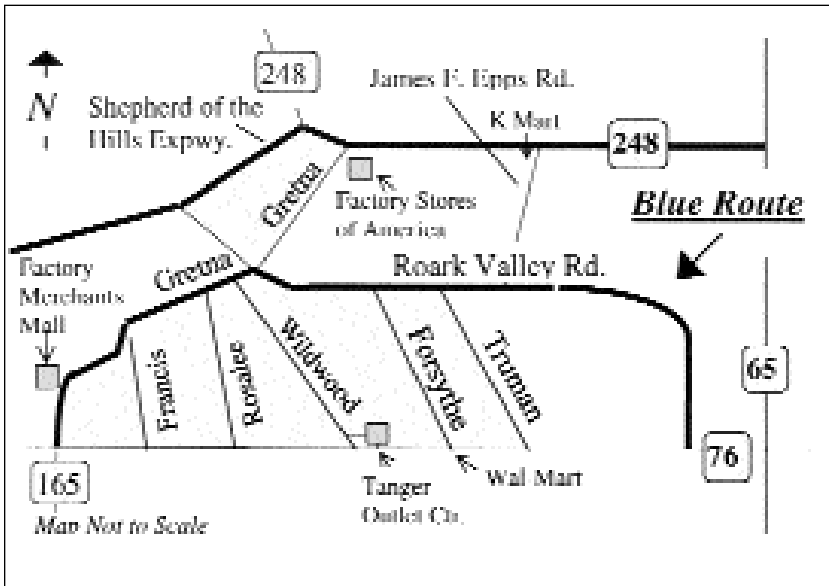 248
James F. Epps Rd.
N
Shepherd of the
Hills Expwy.
K Mart
248
Gretna
Factory Stores
of America
Blue Route
Gretna
Roark Valley Rd.
Factory
Merchants
Mall
Francis
Rosalee
Wildwood
Forsythe
Truman
65
76
165
Tanger
Outlet Ctr.
Wal Mart
Map Not to Scale